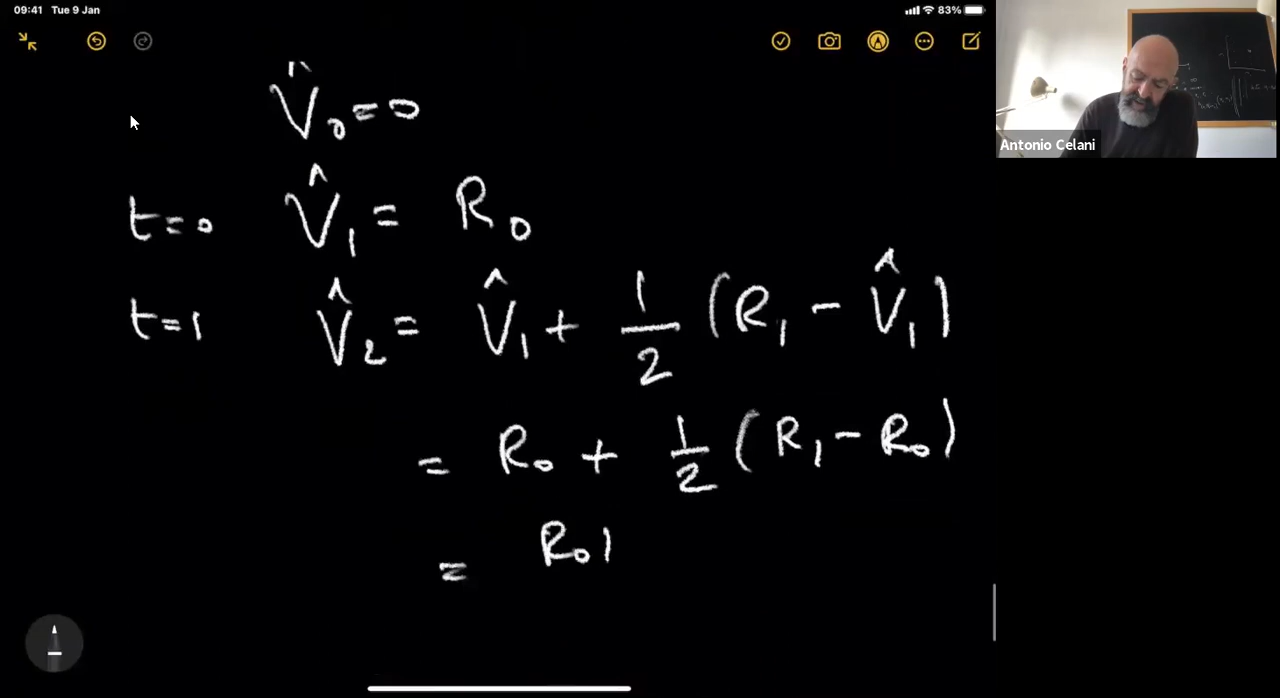 09:41 Tue 9 Jan 83%
Antonio Celani
V̂₀ = 0
t=0 V̂₁ = R₀
t=1 V̂₂ = V̂₁ + 1/2 (R₁ − V̂₁)
= R₀ + 1/2 (R₁ − R₀)
= R₀